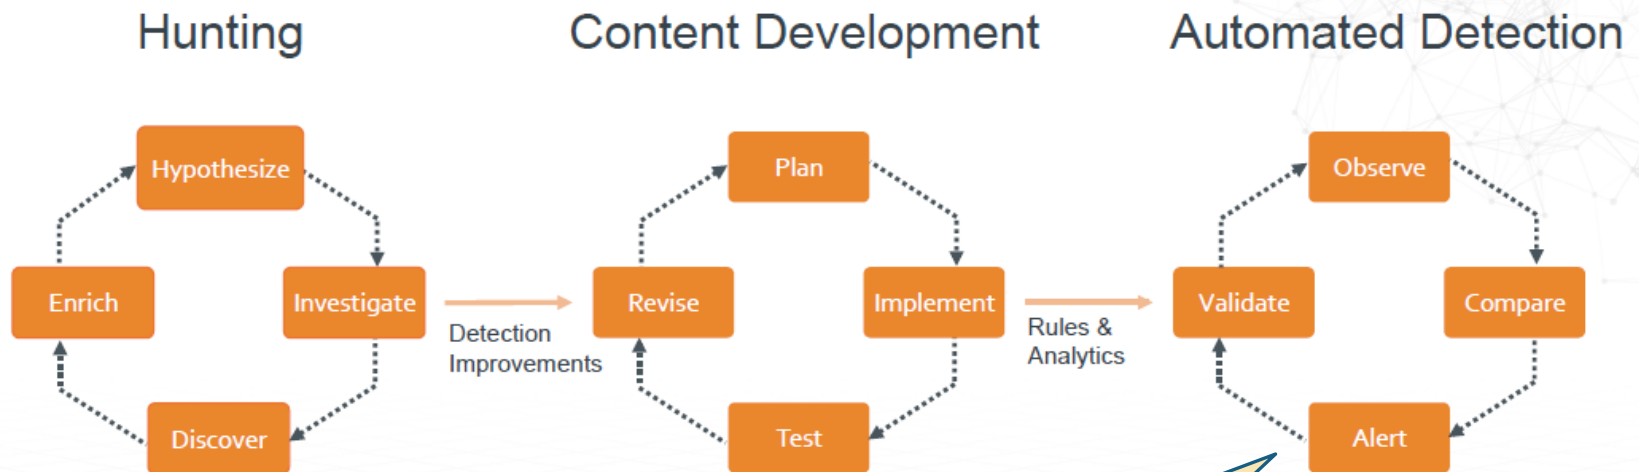 Hunting
Content Development
Automated Detection
Hypothesize
Investigate
Discover
Enrich
Detection
Improvements
Plan
Implement
Test
Revise
Rules &
Analytics
Observe
Compare
Alert
Validate